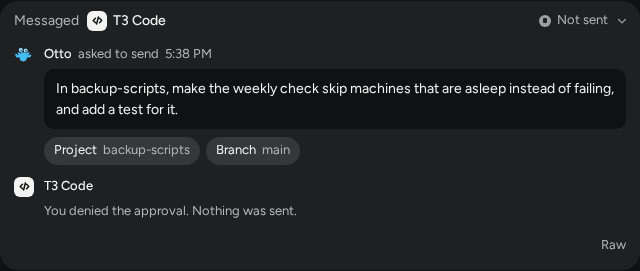 Messaged T3 Code Not sent
Otto asked to send 5:38 PM
In backup-scripts, make the weekly check skip machines that are asleep instead of failing,
and add a test for it.
Project backup-scripts Branch main
T3 Code
You denied the approval. Nothing was sent.
Raw